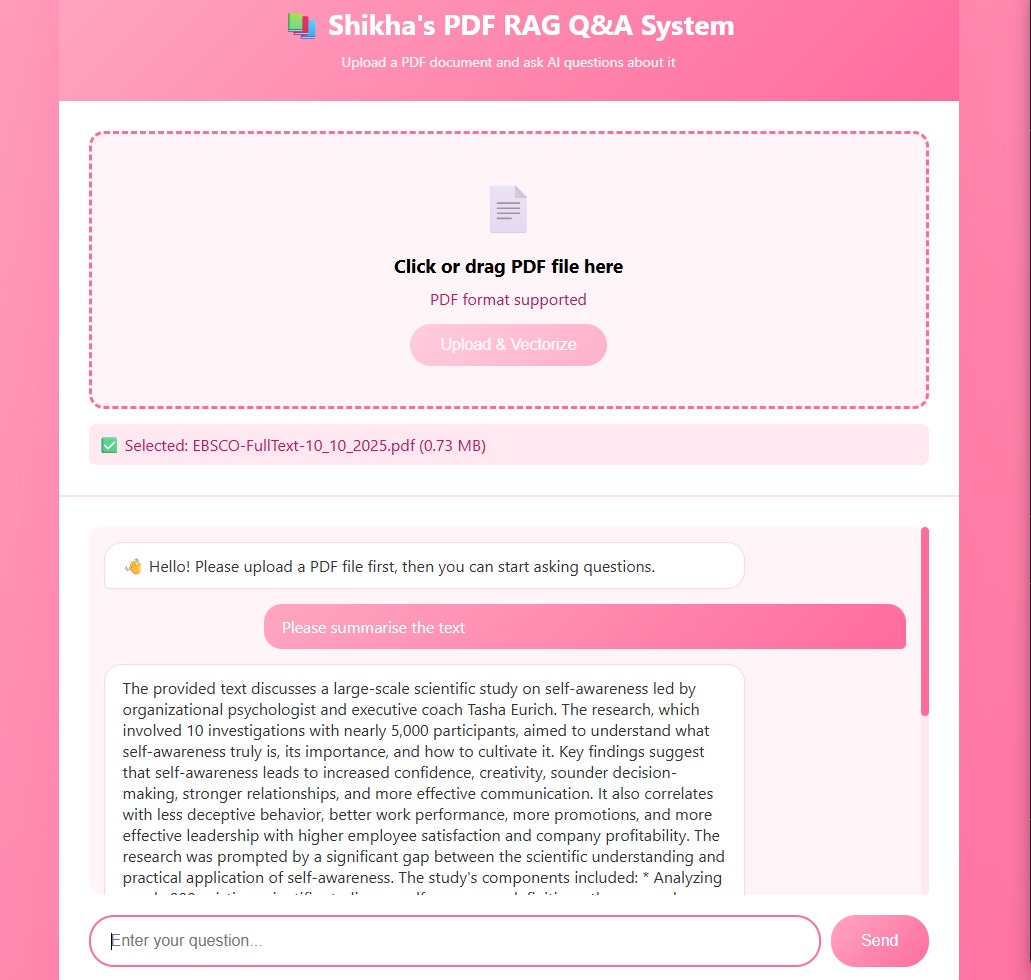 Shikha's PDF RAG Q&A System
Upload a PDF document and ask AI questions about it
Click or drag PDF file here
PDF format supported
Upload & Vectorize
Selected: EBSCO-FullText-10_10_2025.pdf (0.73 MB)
Hello! Please upload a PDF file first, then you can start asking questions.
Please summarise the text
The provided text discusses a large-scale scientific study on self-awareness led by
organizational psychologist and executive coach Tasha Eurich. The research, which
involved 10 investigations with nearly 5,000 participants, aimed to understand what
self-awareness truly is, its importance, and how to cultivate it. Key findings suggest
that self-awareness leads to increased confidence, creativity, sounder decision-
making, stronger relationships, and more effective communication. It also correlates
with less deceptive behavior, better work performance, more promotions, and more
effective leadership with higher employee satisfaction and company profitability. The
research was prompted by a significant gap between the scientific understanding and
practical application of self-awareness. The study's components included: * Analyzing
Enter your question...
Send